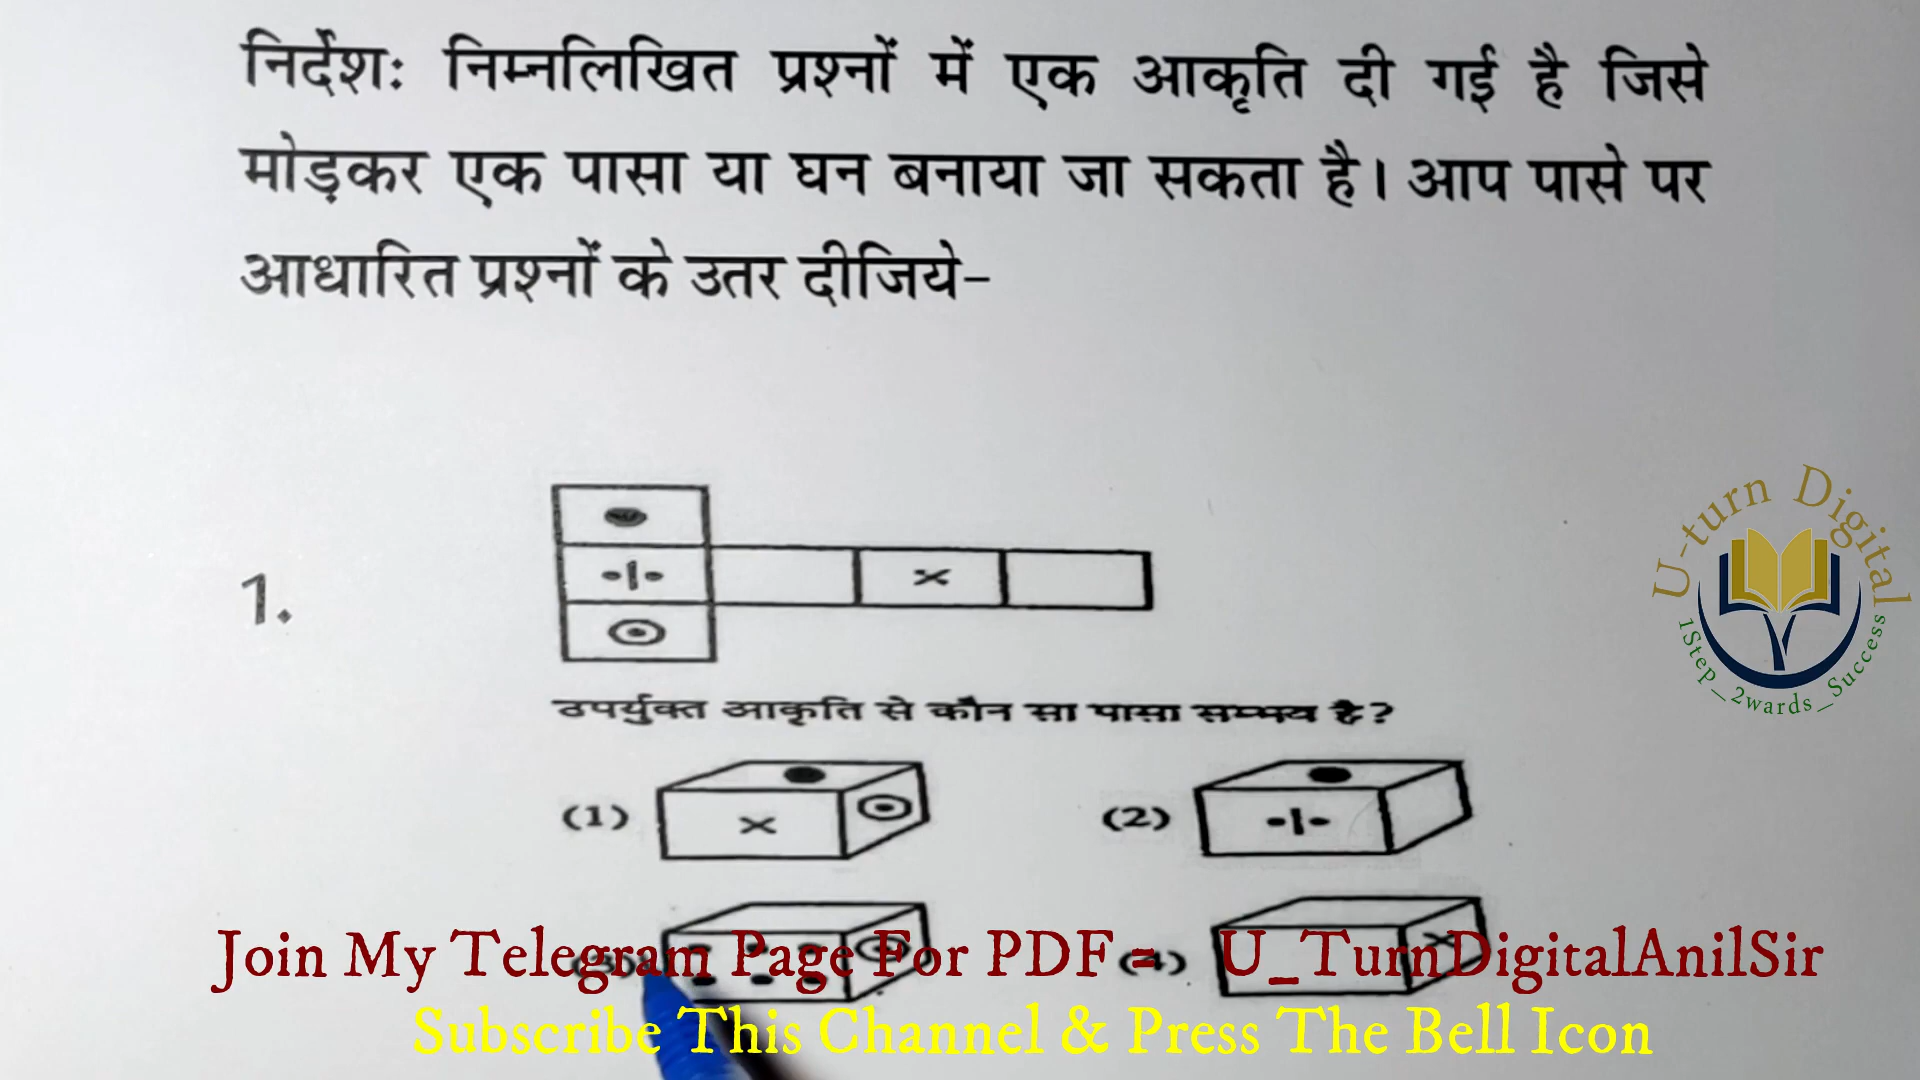 निर्देशः निम्नलिखित प्रश्नों में एक आकृति दी गई है जिसे
मोड़कर एक पासा या घन बनाया जा सकता है। आप पासे पर
आधारित प्रश्नों के उतर दीजिये-
1.
उपर्युक्त आकृति से कौन सा पासा सम्भव है?
(1)
(2)
(4)
U-turn Digital
1Step_2wards_Success
Join My Telegram Page For PDF = U_TurnDigitalAnilSir
Subscribe This Channel & Press The Bell Icon